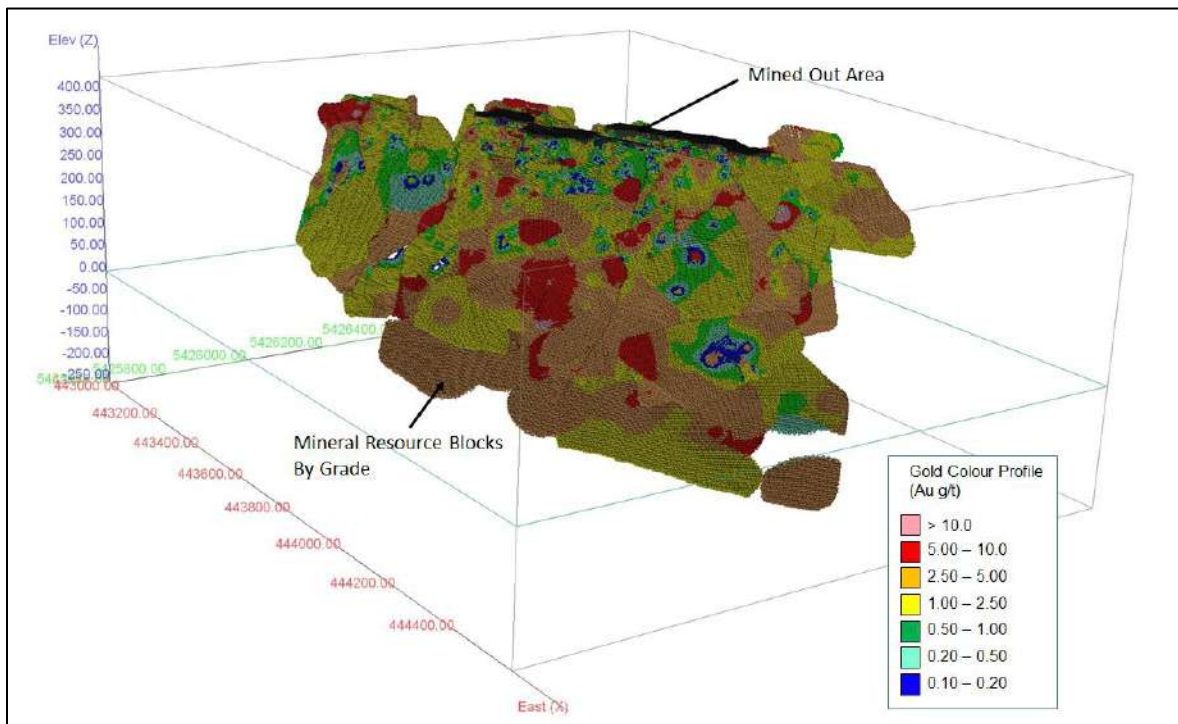 Elev (Z)
400.00
350.00
300.00
250.00
200.00
150.00
100.00
50.00
0.00
-50.00
-100.00
-150.00
-200.00
-250.00
Mined Out Area
5426400.00
5426200.00
5426000.00
5425800.00
443000.00
443200.00
443400.00
443600.00
443800.00
444000.00
444200.00
444400.00
East (X)
Mineral Resource Blocks
By Grade
Gold Colour Profile
(Au g/t)
> 10.0
5.00 – 10.0
2.50 – 5.00
1.00 – 2.50
0.50 – 1.00
0.20 – 0.50
0.10 – 0.20